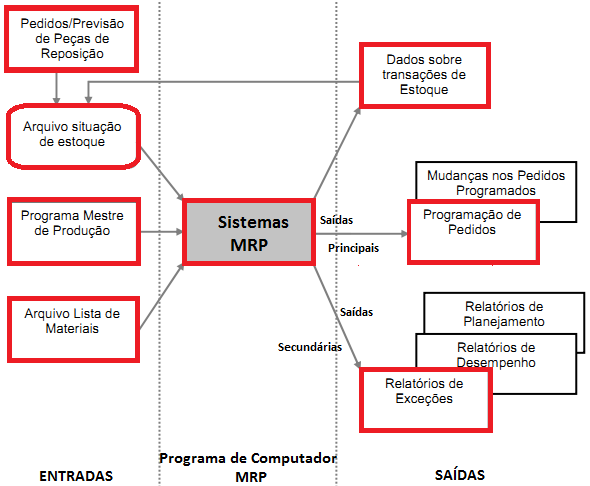 Pedidos/Previsão
de Peças de
Reposição
Arquivo situação
de estoque
Programa Mestre
de Produção
Arquivo Lista de
Materiais
Sistemas
MRP
Dados sobre
transações de
Estoque
Mudanças nos Pedidos
Programados
Programação de
Pedidos
Saídas
Principais
Saídas
Secundárias
Relatórios de
Planejamento
Relatórios de
Desempenho
Relatórios de
Exceções
ENTRADAS
Programa de Computador
MRP
SAÍDAS